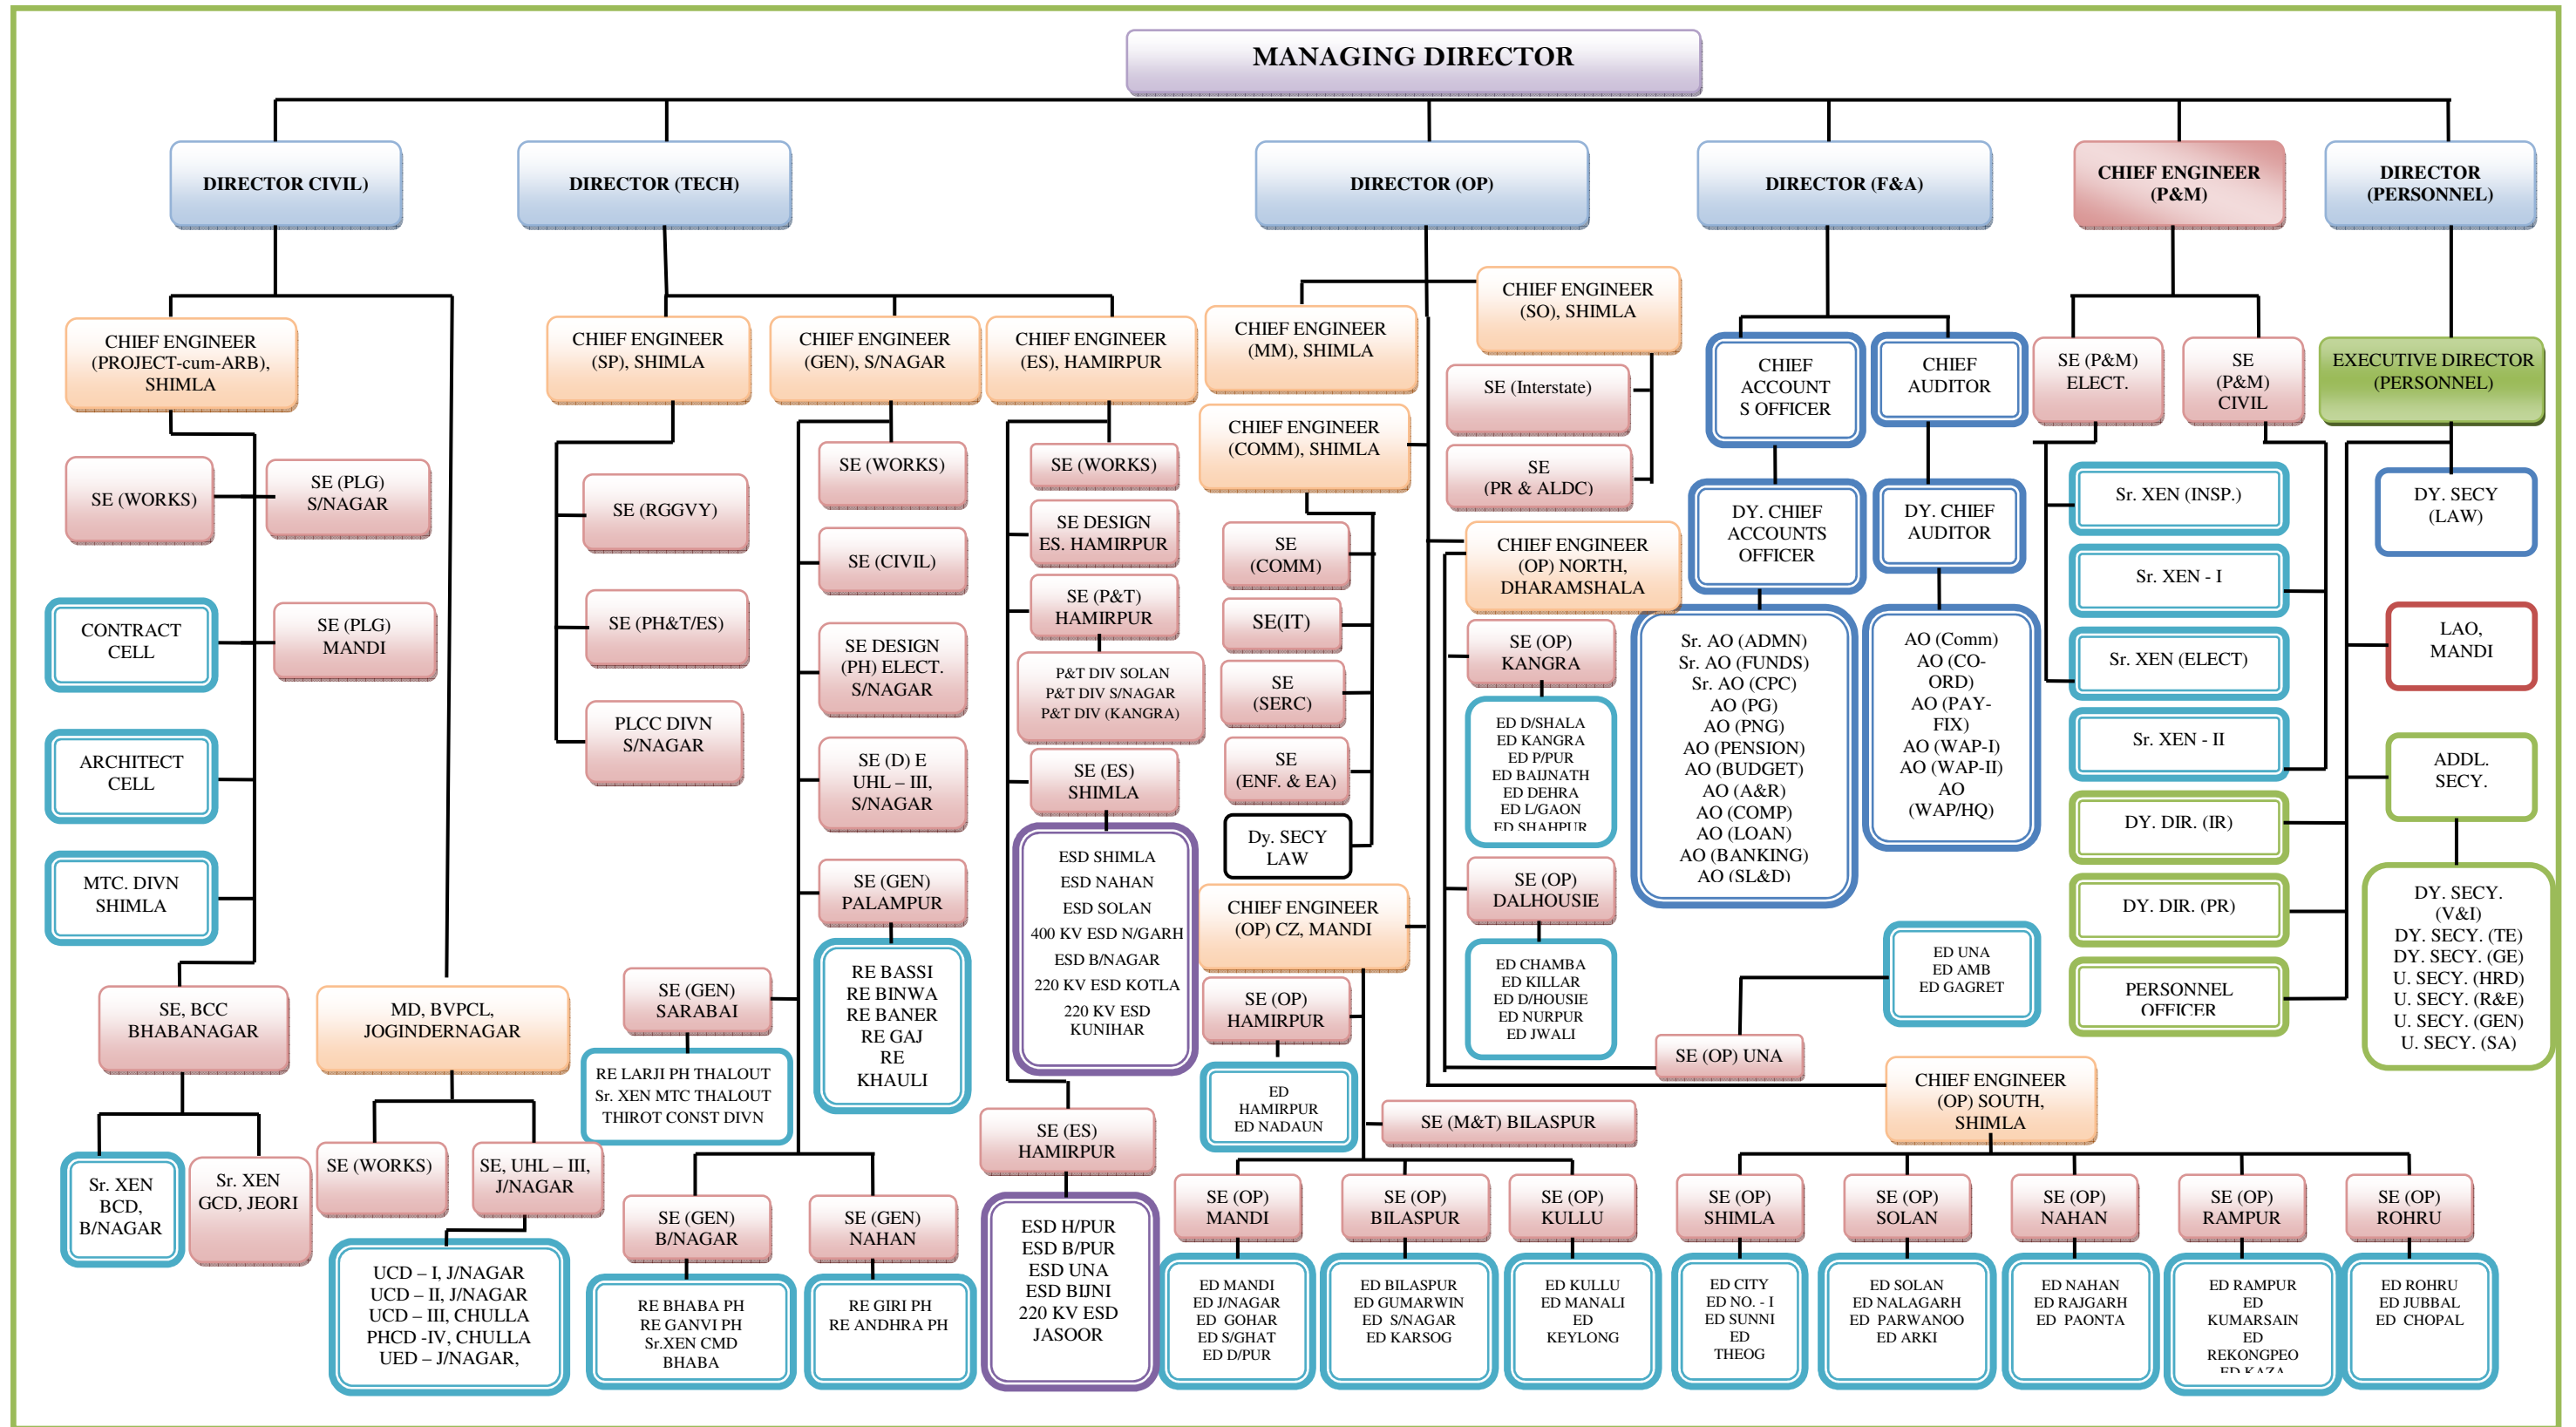 MANAGING DIRECTOR
DIRECTOR CIVIL)
DIRECTOR (TECH)
DIRECTOR (OP)
DIRECTOR (F&A)
CHIEF ENGINEER
(P&M)
DIRECTOR
(PERSONNEL)
CHIEF ENGINEER
(PROJECT-cum-ARB),
SHIMLA
SE (WORKS)
SE (PLG)
S/NAGAR
CONTRACT
CELL
SE (PLG)
MANDI
ARCHITECT
CELL
MTC. DIVN
SHIMLA
SE, BCC
BHABANAGAR
Sr. XEN
BCD,
B/NAGAR
Sr. XEN
GCD, JEORI
MD, BVPCL,
JOGINDERNAGAR
SE (WORKS)
SE, UHL – III,
J/NAGAR
UCD – I, J/NAGAR
UCD – II, J/NAGAR
UCD – III, CHULLA
PHCD -IV, CHULLA
UED – J/NAGAR,
CHIEF ENGINEER
(SP), SHIMLA
SE (RGGVY)
SE (PH&T/ES)
PLCC DIVN
S/NAGAR
CHIEF ENGINEER
(GEN), S/NAGAR
SE (WORKS)
SE (CIVIL)
SE DESIGN
(PH) ELECT.
S/NAGAR
SE (D) E
UHL – III,
S/NAGAR
SE (GEN)
PALAMPUR
RE BASSI
RE BINWA
RE BANER
RE GAJ
RE
KHAULI
SE (GEN)
SARABAI
RE LARJI PH THALOUT
Sr. XEN MTC THALOUT
THIROT CONST DIVN
SE (GEN)
B/NAGAR
RE BHABA PH
RE GANVI PH
Sr.XEN CMD
BHABA
SE (GEN)
NAHAN
RE GIRI PH
RE ANDHRA PH
CHIEF ENGINEER
(ES), HAMIRPUR
SE (WORKS)
SE DESIGN
ES. HAMIRPUR
SE (P&T)
HAMIRPUR
P&T DIV SOLAN
P&T DIV S/NAGAR
P&T DIV (KANGRA)
SE (ES)
SHIMLA
ESD SHIMLA
ESD NAHAN
ESD SOLAN
400 KV ESD N/GARH
ESD B/NAGAR
220 KV ESD KOTLA
220 KV ESD
KUNIHAR
SE (ES)
HAMIRPUR
ESD H/PUR
ESD B/PUR
ESD UNA
ESD BIJNI
220 KV ESD
JASOOR
CHIEF ENGINEER
(MM), SHIMLA
CHIEF ENGINEER
(SO), SHIMLA
SE (Interstate)
SE
(PR & ALDC)
CHIEF ENGINEER
(COMM), SHIMLA
SE
(COMM)
SE(IT)
SE
(SERC)
SE
(ENF. & EA)
Dy. SECY
LAW
CHIEF ENGINEER
(OP) NORTH,
DHARAMSHALA
SE (OP)
KANGRA
ED D/SHALA
ED KANGRA
ED P/PUR
ED BAIJNATH
ED DEHRA
ED L/GAON
ED SHAHPUR
SE (OP)
DALHOUSIE
ED CHAMBA
ED KILLAR
ED D/HOUSIE
ED NURPUR
ED JWALI
SE (OP) UNA
ED UNA
ED AMB
ED GAGRET
CHIEF ENGINEER
(OP) CZ, MANDI
SE (OP)
HAMIRPUR
ED
HAMIRPUR
ED NADAUN
SE (M&T) BILASPUR
SE (OP)
MANDI
ED MANDI
ED J/NAGAR
ED GOHAR
ED S/GHAT
ED D/PUR
SE (OP)
BILASPUR
ED BILASPUR
ED GUMARWIN
ED S/NAGAR
ED KARSOG
SE (OP)
KULLU
ED KULLU
ED MANALI
ED
KEYLONG
CHIEF ENGINEER
(OP) SOUTH,
SHIMLA
SE (OP)
SHIMLA
ED CITY
ED NO. - I
ED SUNNI
ED
THEOG
SE (OP)
SOLAN
ED SOLAN
ED NALAGARH
ED PARWANOO
ED ARKI
SE (OP)
NAHAN
ED NAHAN
ED RAJGARH
ED PAONTA
SE (OP)
RAMPUR
ED RAMPUR
ED
KUMARSAIN
ED
REKONGPEO
ED KAZA
SE (OP)
ROHRU
ED ROHRU
ED JUBBAL
ED CHOPAL
CHIEF
ACCOUNT
S OFFICER
DY. CHIEF
ACCOUNTS
OFFICER
Sr. AO (ADMN)
Sr. AO (FUNDS)
Sr. AO (CPC)
AO (PG)
AO (PNG)
AO (PENSION)
AO (BUDGET)
AO (A&R)
AO (COMP)
AO (LOAN)
AO (BANKING)
AO (SL&D)
CHIEF
AUDITOR
DY. CHIEF
AUDITOR
AO (Comm)
AO (CO-
ORD)
AO (PAY-
FIX)
AO (WAP-I)
AO (WAP-II)
AO
(WAP/HQ)
SE (P&M)
ELECT.
SE
(P&M)
CIVIL
Sr. XEN (INSP.)
Sr. XEN - I
Sr. XEN (ELECT)
Sr. XEN - II
EXECUTIVE DIRECTOR
(PERSONNEL)
DY. SECY
(LAW)
LAO,
MANDI
ADDL.
SECY.
DY. DIR. (IR)
DY. DIR. (PR)
PERSONNEL
OFFICER
DY. SECY.
(V&I)
DY. SECY. (TE)
DY. SECY. (GE)
U. SECY. (HRD)
U. SECY. (R&E)
U. SECY. (GEN)
U. SECY. (SA)